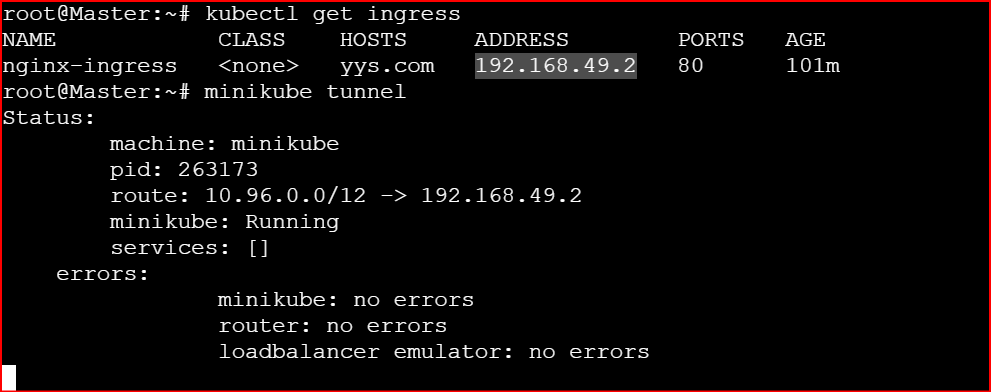 root@Master:~# kubectl get ingress
NAME            CLASS    HOSTS     ADDRESS        PORTS   AGE
nginx-ingress   <none>   yys.com   192.168.49.2   80      101m
root@Master:~# minikube tunnel
Status:
        machine: minikube
        pid: 263173
        route: 10.96.0.0/12 -> 192.168.49.2
        minikube: Running
        services: []
    errors:
                minikube: no errors
                router: no errors
                loadbalancer emulator: no errors